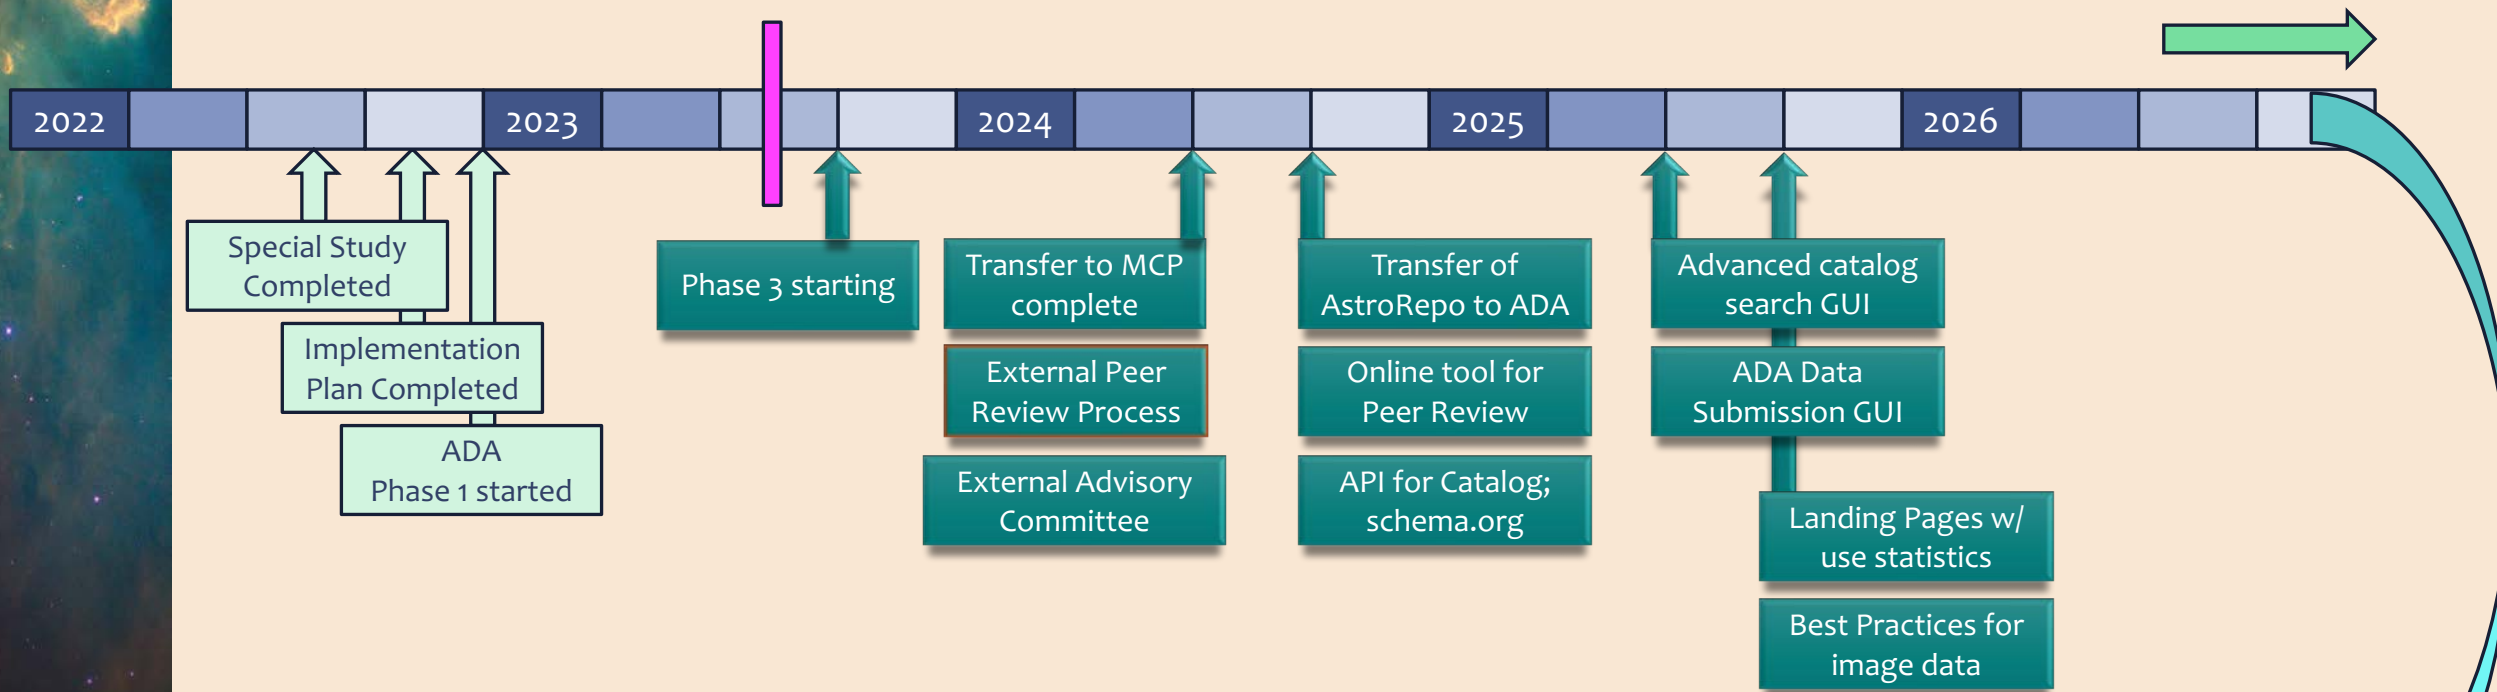 2022
2023
2024
2025
2026
Special Study
Completed
Implementation
Plan Completed
ADA
Phase 1 started
Phase 3 starting
Transfer to MCP
complete
External Peer
Review Process
External Advisory
Committee
Transfer of
AstroRepo to ADA
Online tool for
Peer Review
API for Catalog;
schema.org
Advanced catalog
search GUI
ADA Data
Submission GUI
Landing Pages w/
use statistics
Best Practices for
image data